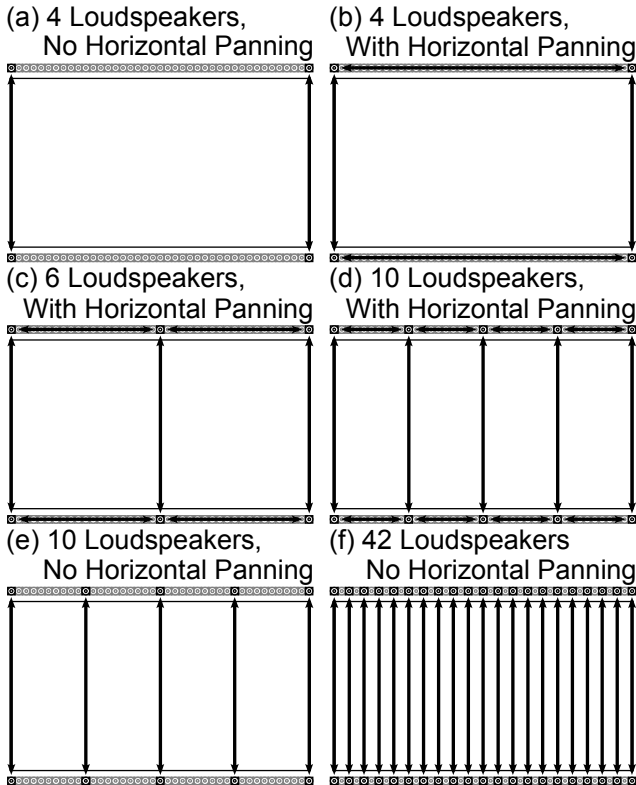 (a) 4 Loudspeakers,
No Horizontal Panning
(b) 4 Loudspeakers,
With Horizontal Panning
(c) 6 Loudspeakers,
With Horizontal Panning
(d) 10 Loudspeakers,
With Horizontal Panning
(e) 10 Loudspeakers,
No Horizontal Panning
(f) 42 Loudspeakers
No Horizontal Panning